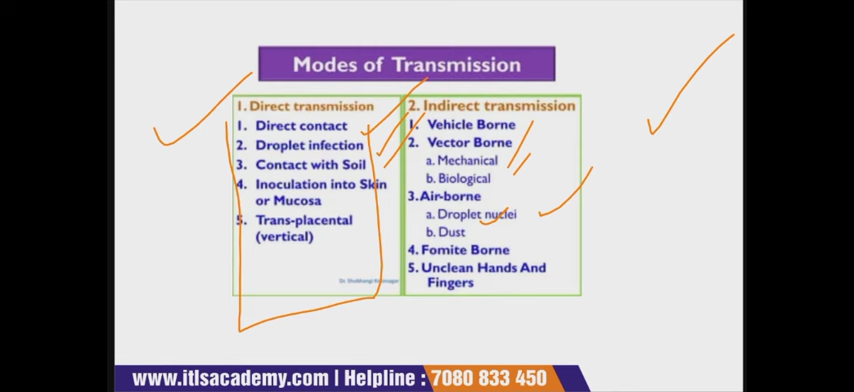 Modes of Transmission
1. Direct transmission
1. Direct contact
2. Droplet infection
3. Contact with Soil
4. Inoculation into Skin
or Mucosa
5. Trans-placental
(vertical)
2. Indirect transmission
1. Vehicle Borne
2. Vector Borne
a. Mechanical
b. Biological
3.Air-borne
a. Droplet nuclei
b. Dust
4. Fomite Borne
5. Unclean Hands And
Fingers
www.itlsacademy.com | Helpline : 7080 833 450